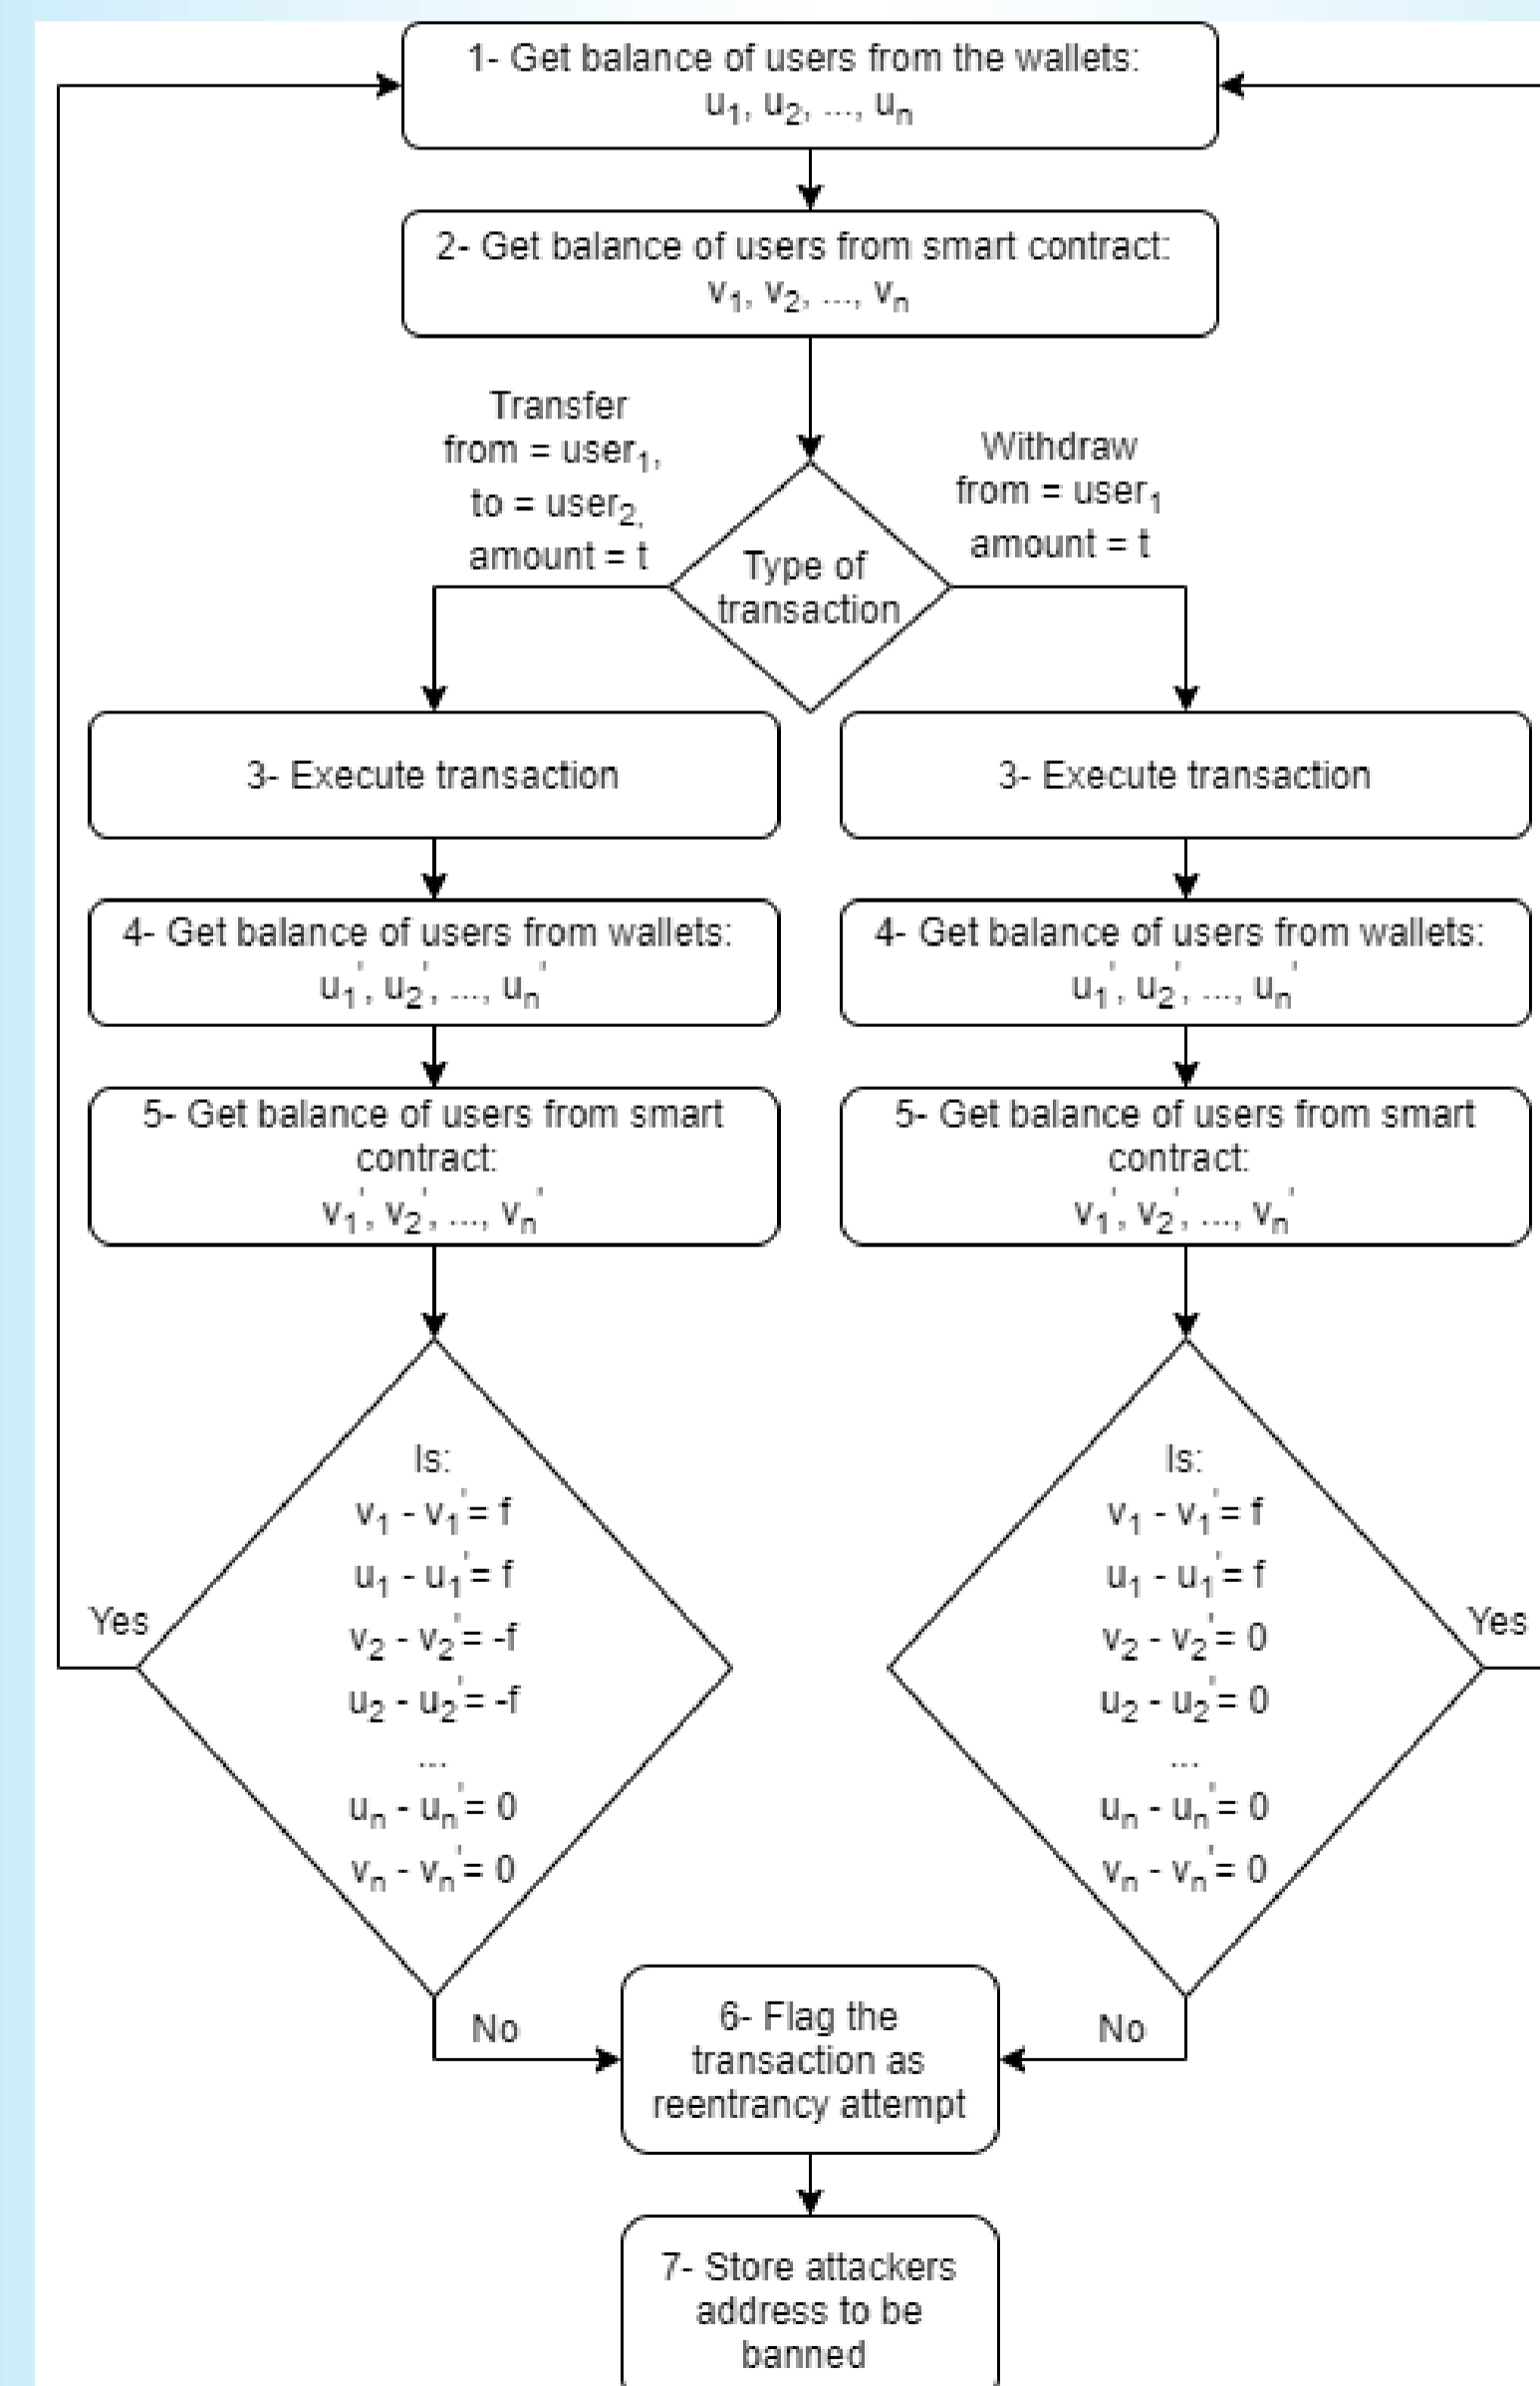 1- Get balance of users from the wallets:
u₁, u₂, ..., uₙ
2- Get balance of users from smart contract:
v₁, v₂, ..., vₙ
Transfer
from = user₁,
to = user₂,
amount = t
Withdraw
from = user₁
amount = t
Type of
transaction
3- Execute transaction
3- Execute transaction
4- Get balance of users from wallets:
u₁', u₂', ..., uₙ'
4- Get balance of users from wallets:
u₁', u₂', ..., uₙ'
5- Get balance of users from smart
contract:
v₁', v₂', ..., vₙ'
5- Get balance of users from smart
contract:
v₁', v₂', ..., vₙ'
Is:
v₁ - v₁'= f
u₁ - u₁'= f
v₂ - v₂'= -f
u₂ - u₂'= -f
...
uₙ - uₙ'= 0
vₙ - vₙ'= 0
Yes
Is:
v₁ - v₁'= f
u₁ - u₁'= f
v₂ - v₂'= 0
u₂ - u₂'= 0
...
uₙ - uₙ'= 0
vₙ - vₙ'= 0
Yes
No
6- Flag the
transaction as
reentrancy attempt
No
7- Store attackers
address to be
banned